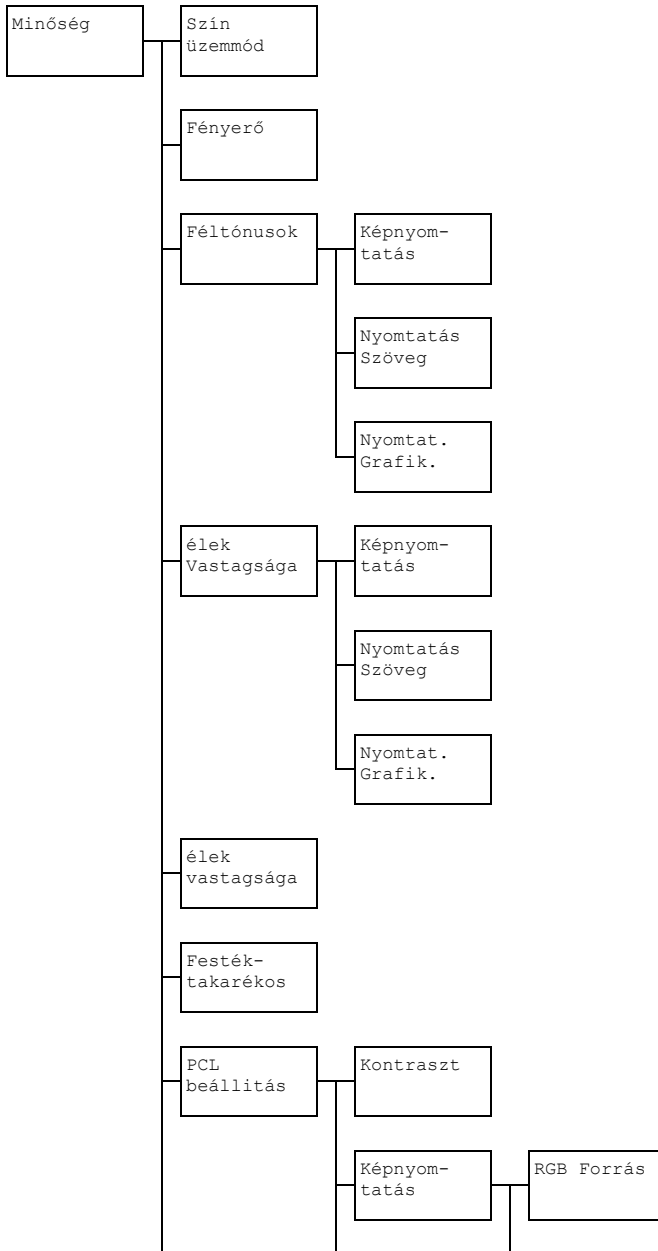 Minőség
Szín
üzemmód
Fényerő
Féltónusok
Képnyom-
tatás
Nyomtatás
Szöveg
Nyomtat.
Grafik.
élek
Vastagsága
Képnyom-
tatás
Nyomtatás
Szöveg
Nyomtat.
Grafik.
élek
vastagsága
Festék-
takarékos
PCL
beállitás
Kontraszt
Képnyom-
tatás
RGB Forrás